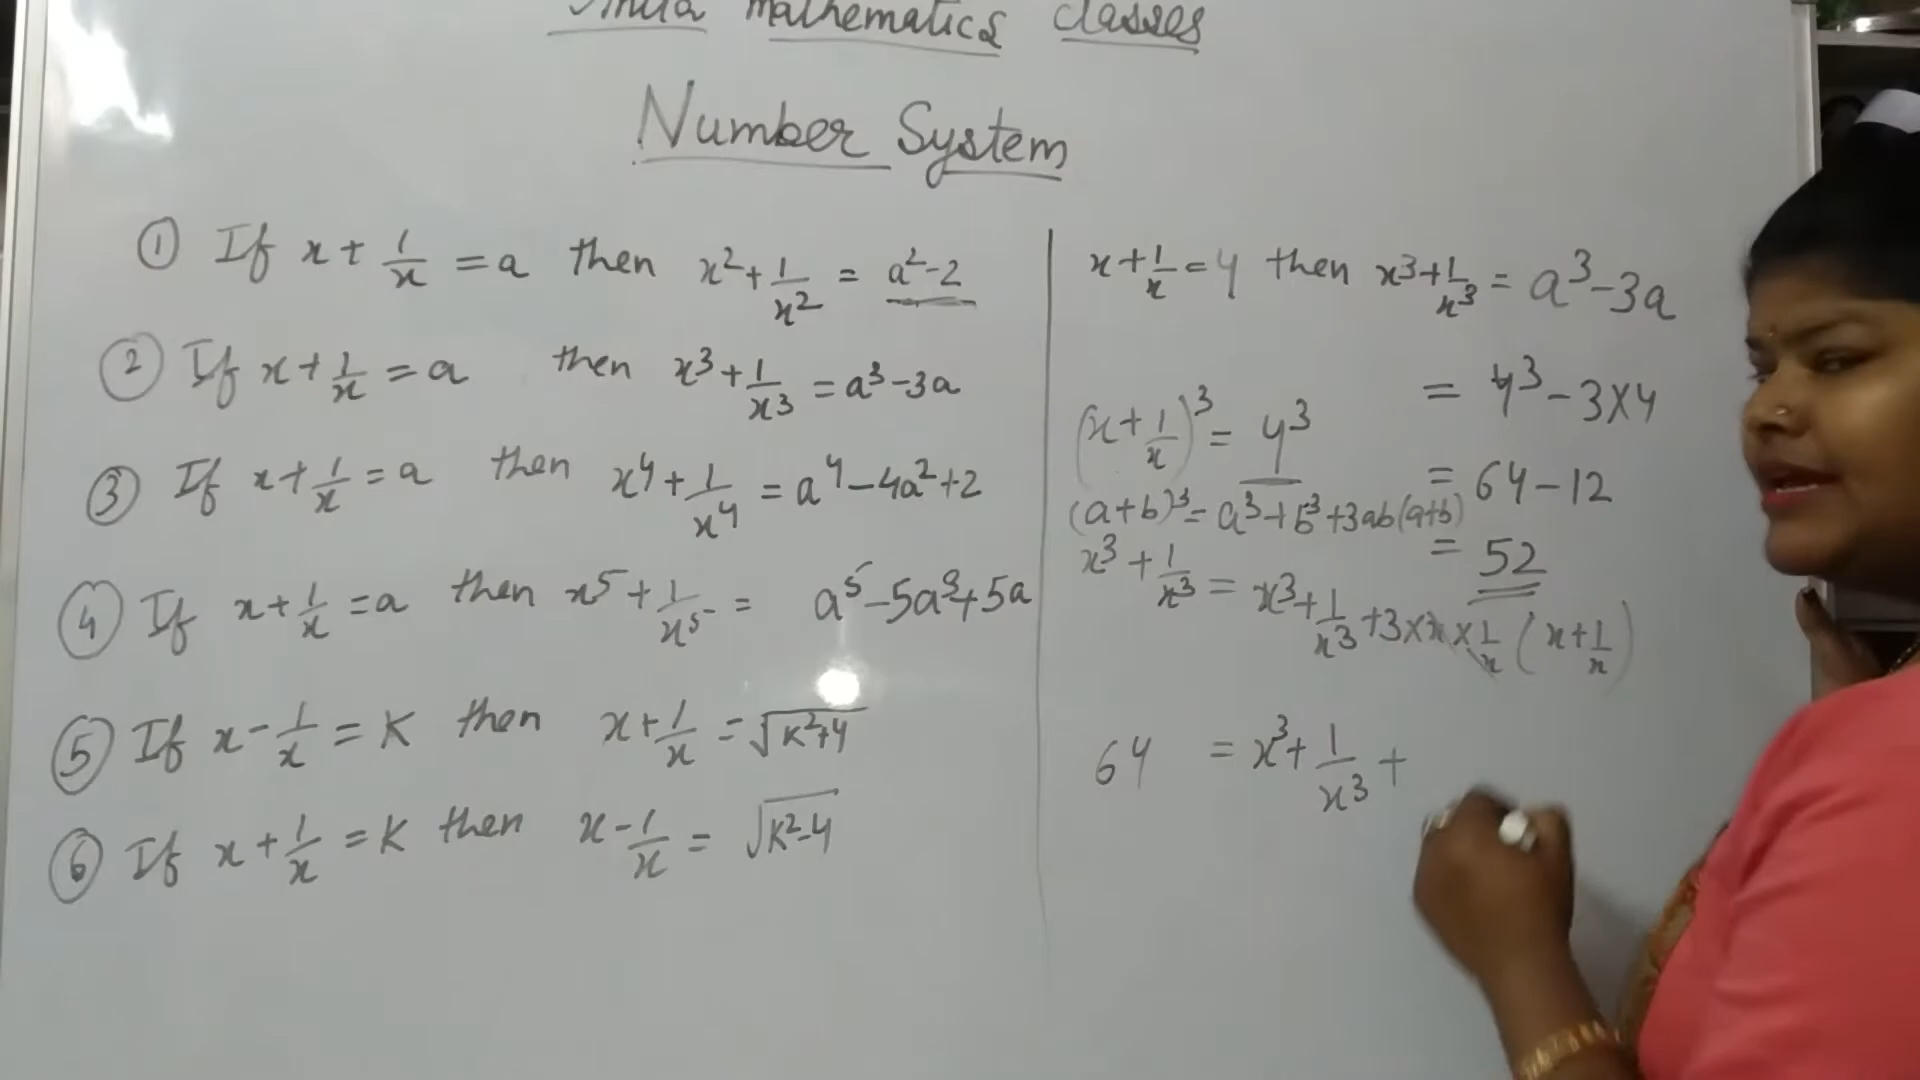 Mathematics Classes
Number System
① If x + 1/x = a then x² + 1/x² = a² - 2
② If x + 1/x = a then x³ + 1/x³ = a³ - 3a
③ If x + 1/x = a then x⁴ + 1/x⁴ = a⁴ - 4a² + 2
④ If x + 1/x = a then x⁵ + 1/x⁵ = a⁵ - 5a³ + 5a
⑤ If x - 1/x = K then x + 1/x = √(K² + 4)
⑥ If x + 1/x = K then x - 1/x = √(K² - 4)
x + 1/x = 4 then x³ + 1/x³ = a³ - 3a
= 4³ - 3 × 4
(x + 1/x)³ = 4³
= 64 - 12
(a + b)³ = a³ + b³ + 3ab(a + b)
= 52
x³ + 1/x³ = x³ + 1/x³ + 3 × x × 1/x (x + 1/x)
64 = x³ + 1/x³ +